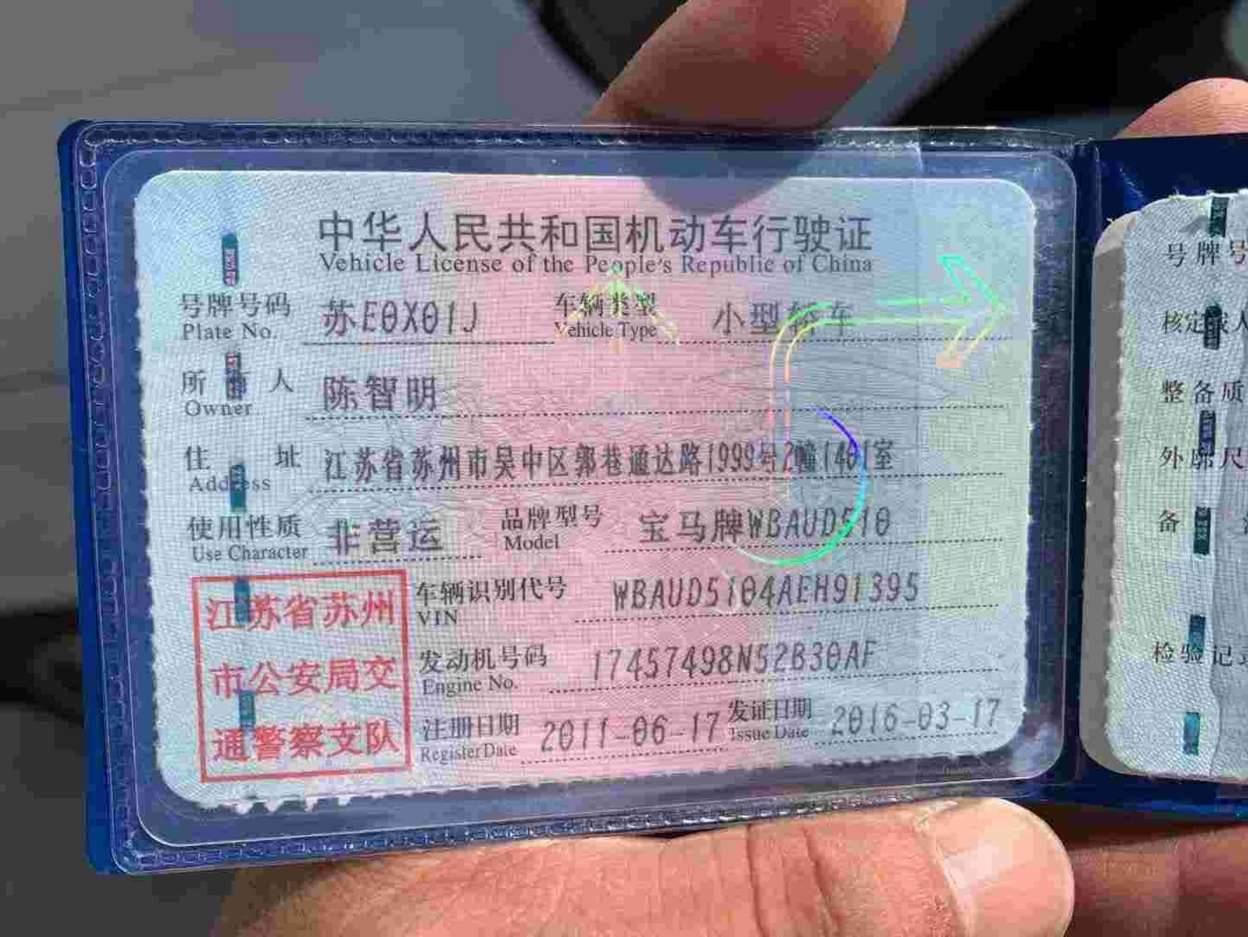 中华人民共和国机动车行驶证
Vehicle License of the People's Republic of China
号牌号码 苏E0X01J 车辆类型 小型轿车
Plate No. Vehicle Type
所 人 陈智明
Owner
住 址 江苏省苏州市吴中区郭巷通达路1999号2幢1401室
Address
使用性质 非营运 品牌型号 宝马牌WBAUD510
Use Character Model
江苏省苏州
市公安局交
通警察支队
车辆识别代号 WBAUD5104AEH91395
VIN
发动机号码 17457498N52B30AF
Engine No.
注册日期 2011-06-17 发证日期 2016-03-17
Register Date Issue Date
号牌号
核定载人
整备质
外廓尺
备
检验记